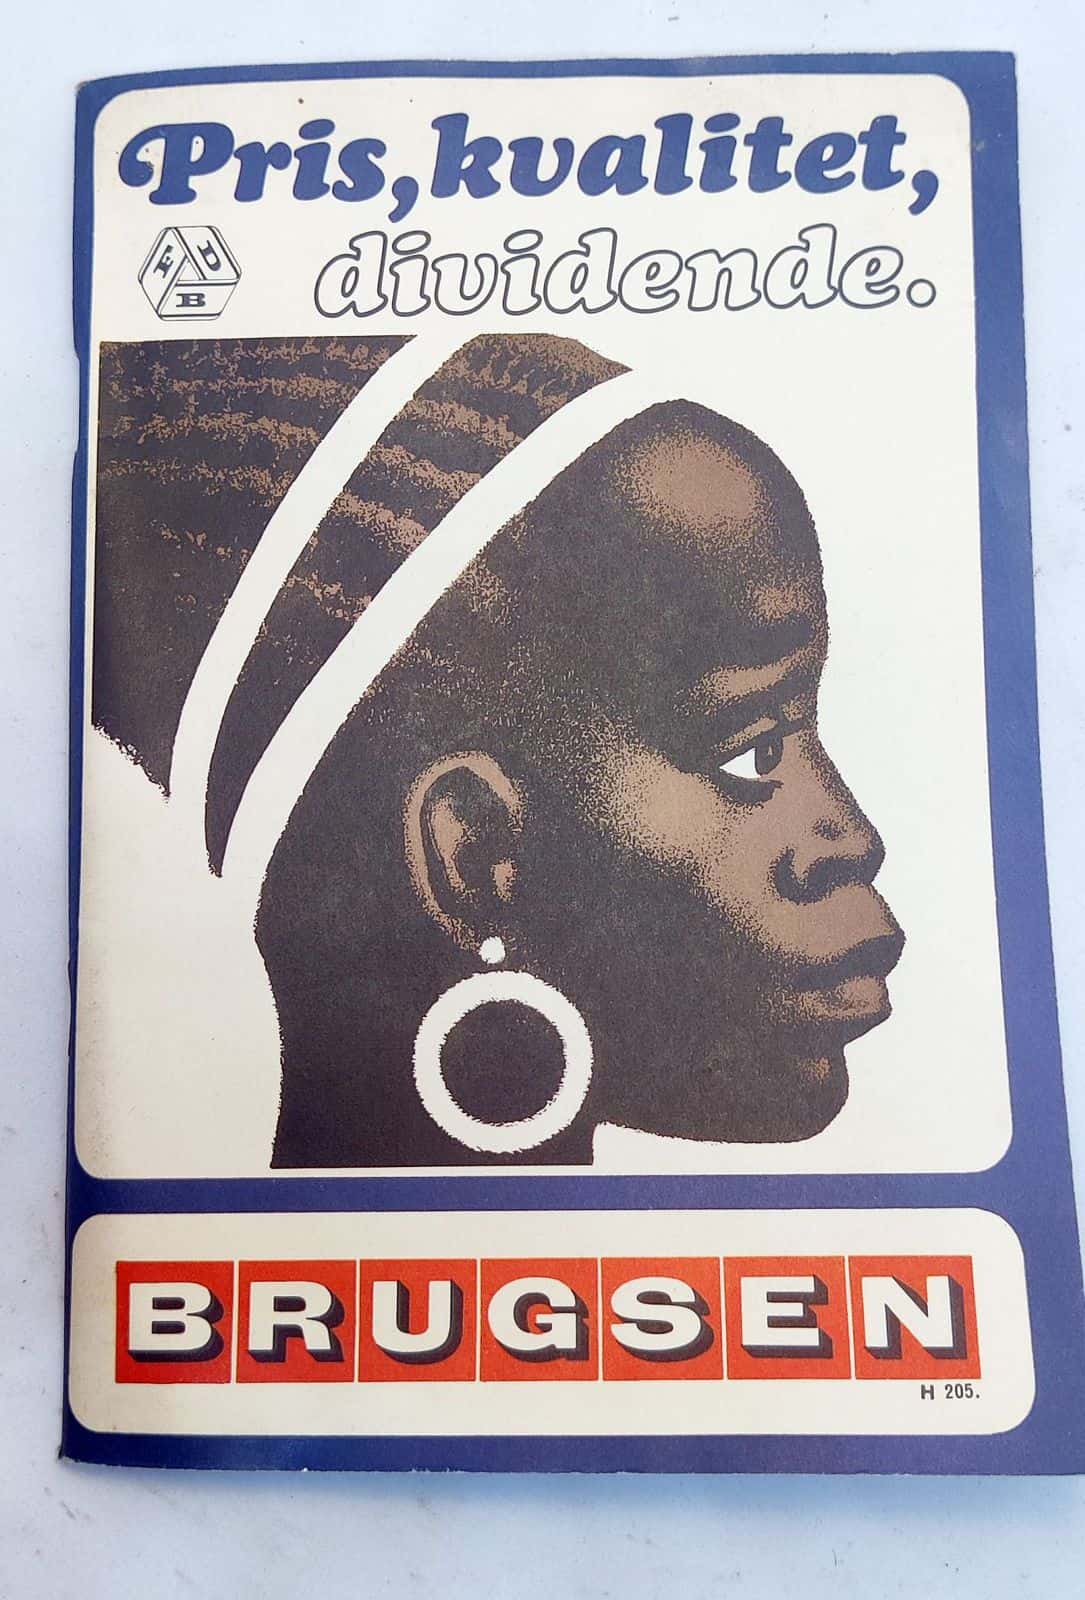 Pris, kvalitet,
FDB
dividende.
BRUGSEN
H 205.